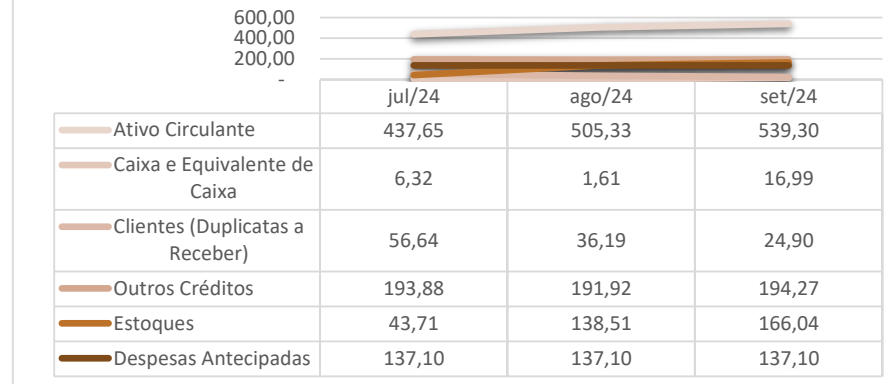 600,00
400,00
200,00
-
jul/24 ago/24 set/24
Ativo Circulante 437,65 505,33 539,30
Caixa e Equivalente de
Caixa 6,32 1,61 16,99
Clientes (Duplicatas a
Receber) 56,64 36,19 24,90
Outros Créditos 193,88 191,92 194,27
Estoques 43,71 138,51 166,04
Despesas Antecipadas 137,10 137,10 137,10